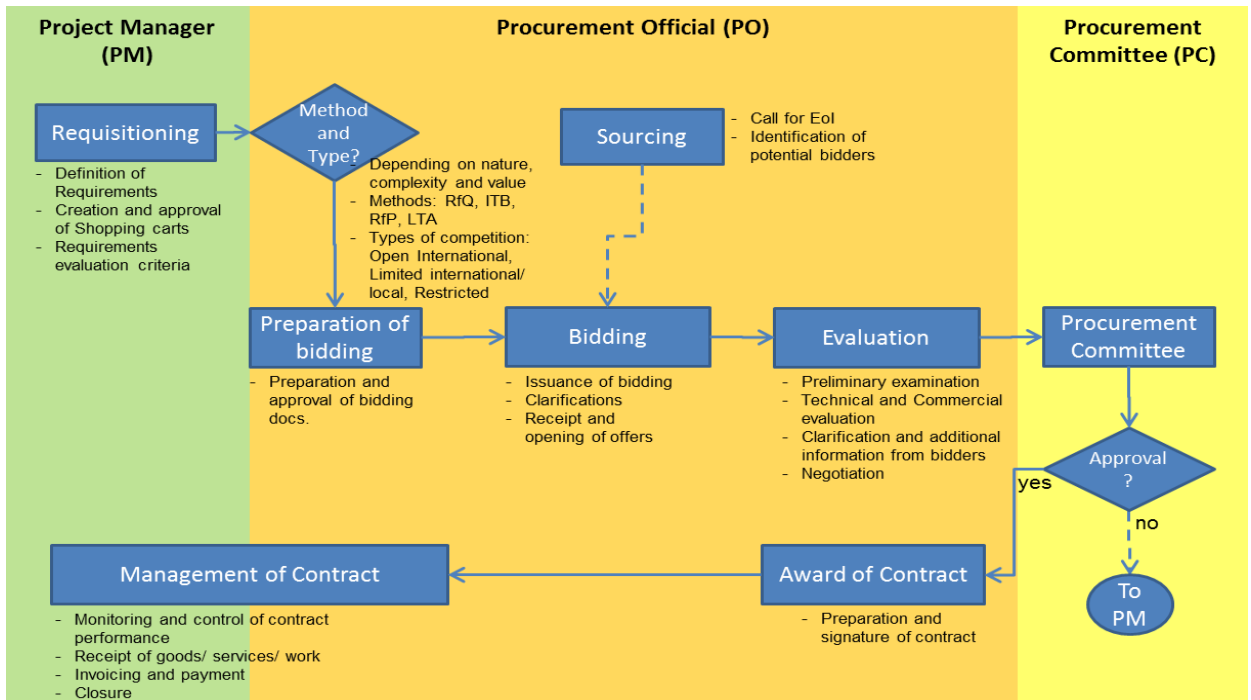 Project Manager
(PM)
Procurement Official (PO)
Procurement
Committee (PC)
Requisitioning
- Definition of
Requirements
- Creation and approval
of Shopping carts
- Requirements
evaluation criteria
Method
and
Type?
- Depending on nature,
complexity and value
- Methods: RfQ, ITB,
RfP, LTA
- Types of competition:
Open International,
Limited international/
local, Restricted
Sourcing
- Call for EoI
- Identification of
potential bidders
Preparation of
bidding
- Preparation and
approval of bidding
docs.
Bidding
- Issuance of bidding
- Clarifications
- Receipt and
opening of offers
Evaluation
- Preliminary examination
- Technical and Commercial
evaluation
- Clarification and additional
information from bidders
- Negotiation
Procurement
Committee
Approval
?
yes
no
To
PM
Award of Contract
- Preparation and
signature of contract
Management of Contract
- Monitoring and control of contract
performance
- Receipt of goods/ services/ work
- Invoicing and payment
- Closure